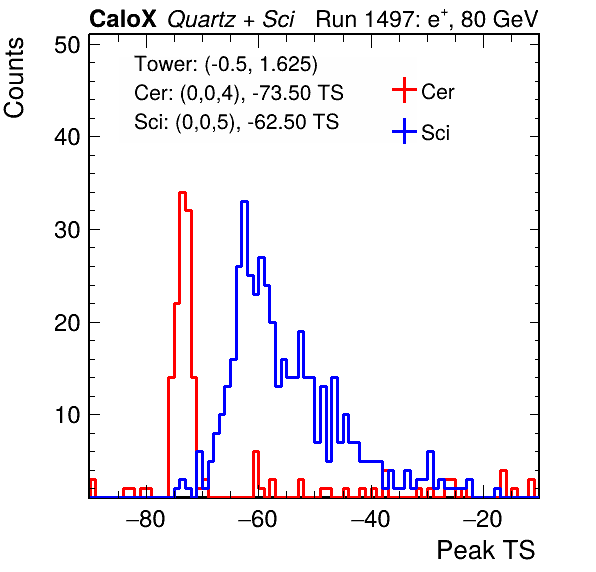 CaloX Quartz + Sci Run 1497: e+, 80 GeV
Counts
50
40
30
20
10
Tower: (-0.5, 1.625)
Cer: (0,0,4), -73.50 TS
Sci: (0,0,5), -62.50 TS
Cer
Sci
−80 −60 −40 −20
Peak TS